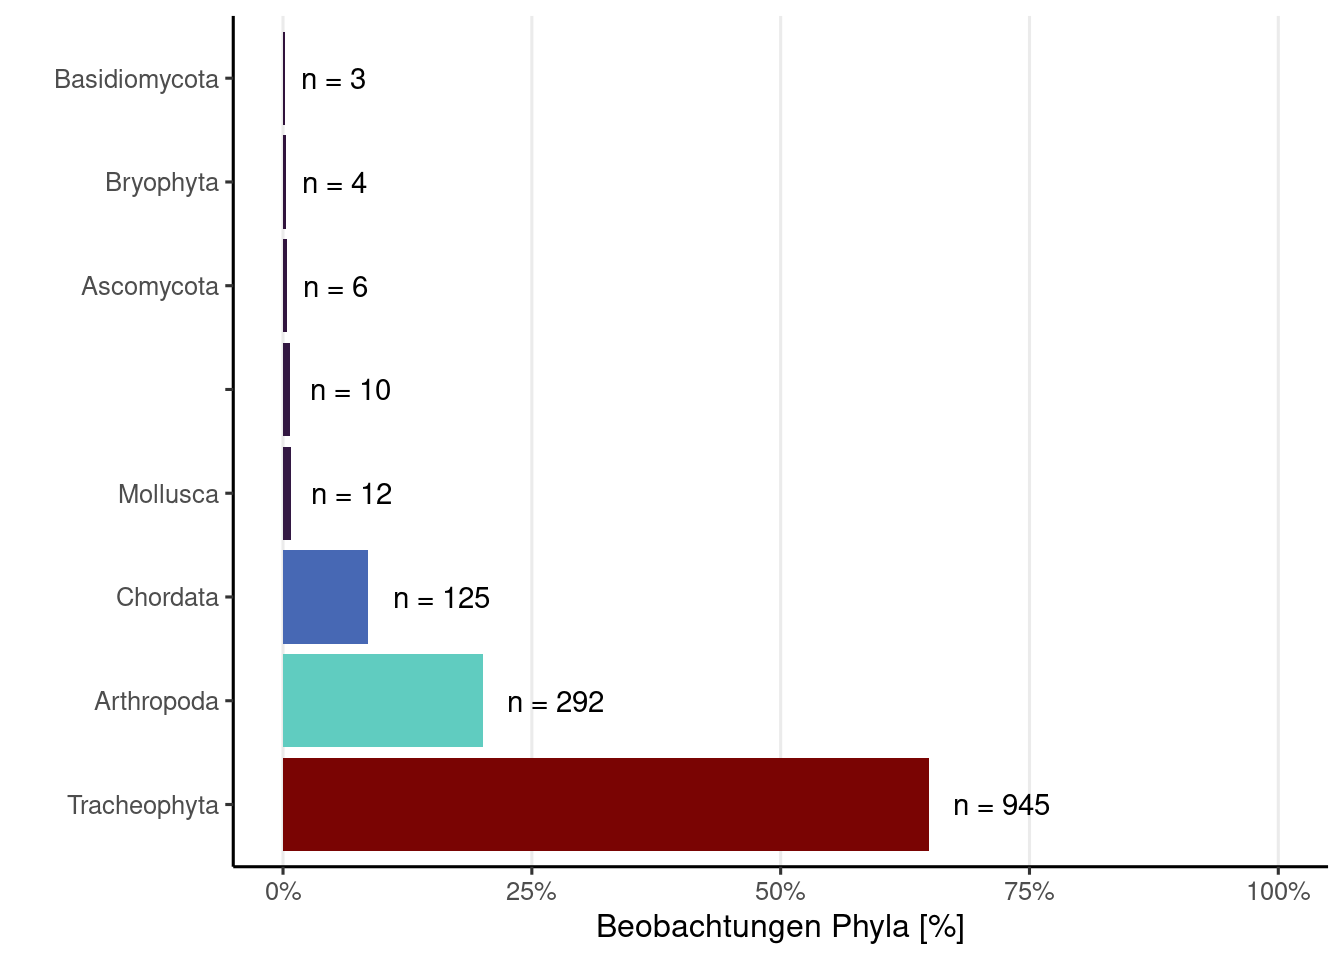 Basidiomycota n = 3
Bryophyta n = 4
Ascomycota n = 6
n = 10
Mollusca n = 12
Chordata n = 125
Arthropoda n = 292
Tracheophyta n = 945
0% 25% 50% 75% 100%
Beobachtungen Phyla [%]